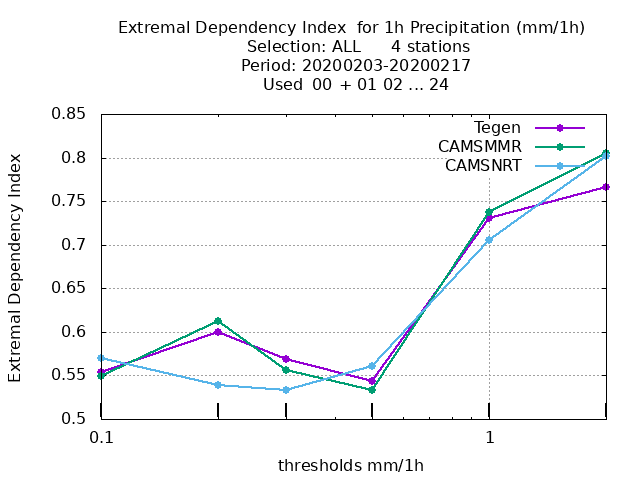 Extremal Dependency Index  for 1h Precipitation (mm/1h)
Selection: ALL      4 stations
Period: 20200203-20200217
Used  00  + 01 02 ... 24
Tegen
CAMSMMR
CAMSNRT
0.85
0.8
0.75
0.7
0.65
0.6
0.55
0.5
Extremal Dependency Index
0.1
1
thresholds mm/1h